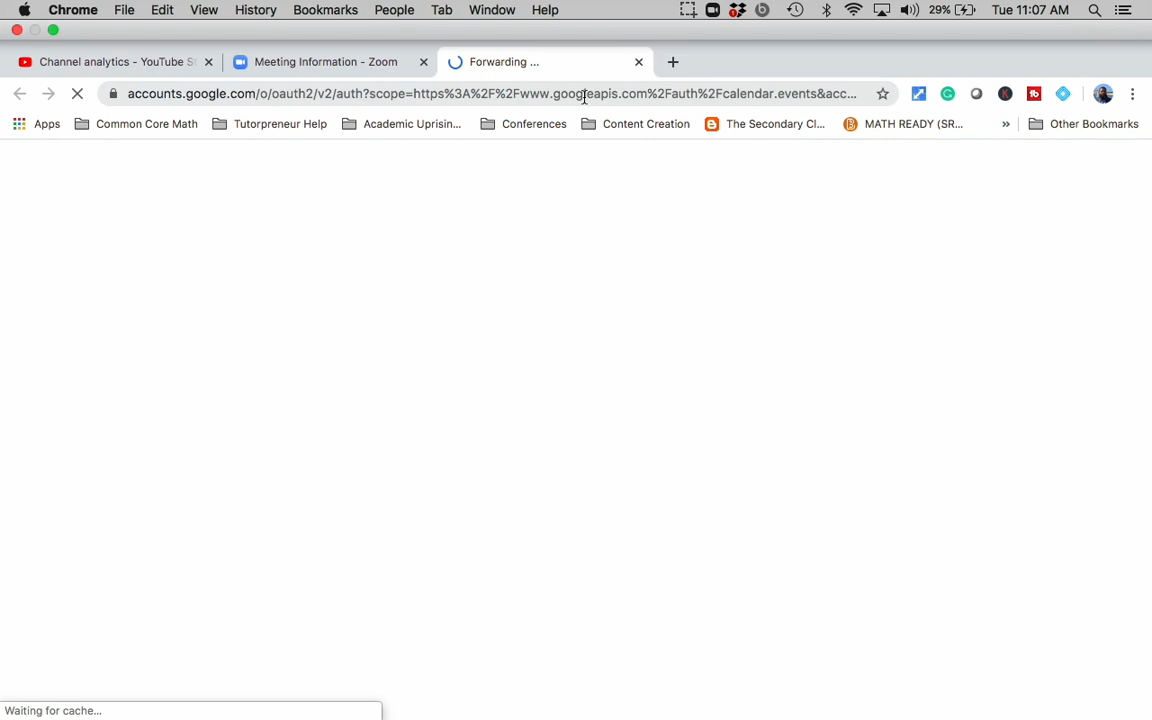 Chrome File Edit View History Bookmarks People Tab Window Help 29% Tue 11:07 AM
Channel analytics - YouTube S Meeting Information - Zoom Forwarding ...
accounts.google.com/o/oauth2/v2/auth?scope=https%3A%2F%2Fwww.googleapis.com%2Fauth%2Fcalendar.events&acc...
Apps Common Core Math Tutorpreneur Help Academic Uprisin... Conferences Content Creation The Secondary Cl... MATH READY (SR... » Other Bookmarks
Waiting for cache...